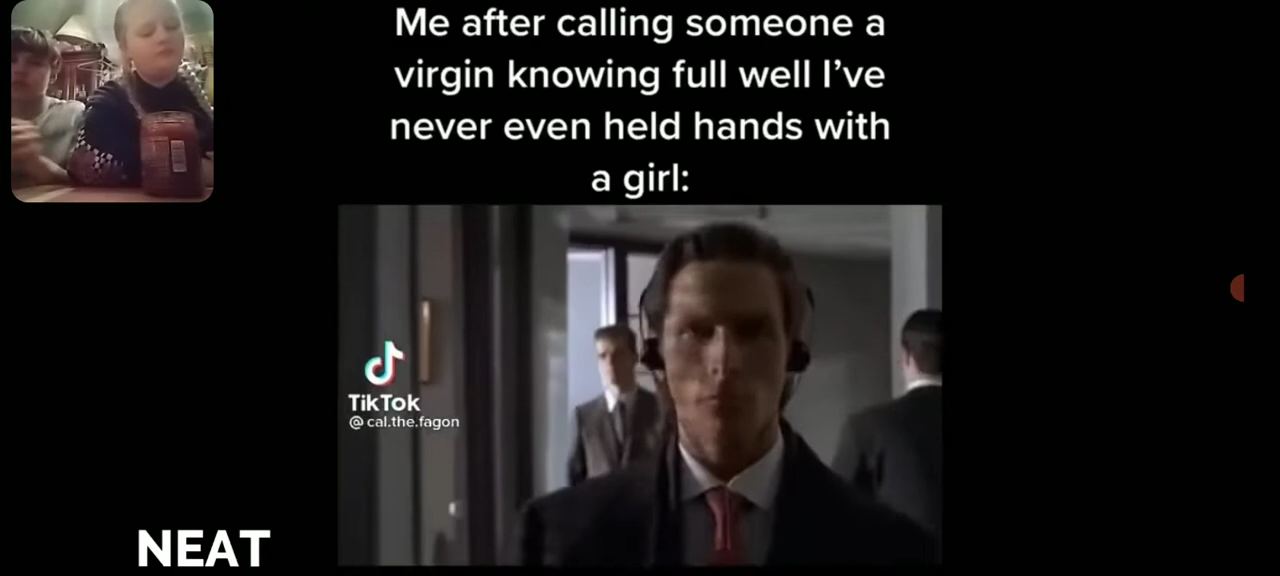 Me after calling someone a
virgin knowing full well I’ve
never even held hands with
a girl:
TikTok
@cal.the.fagon
NEAT